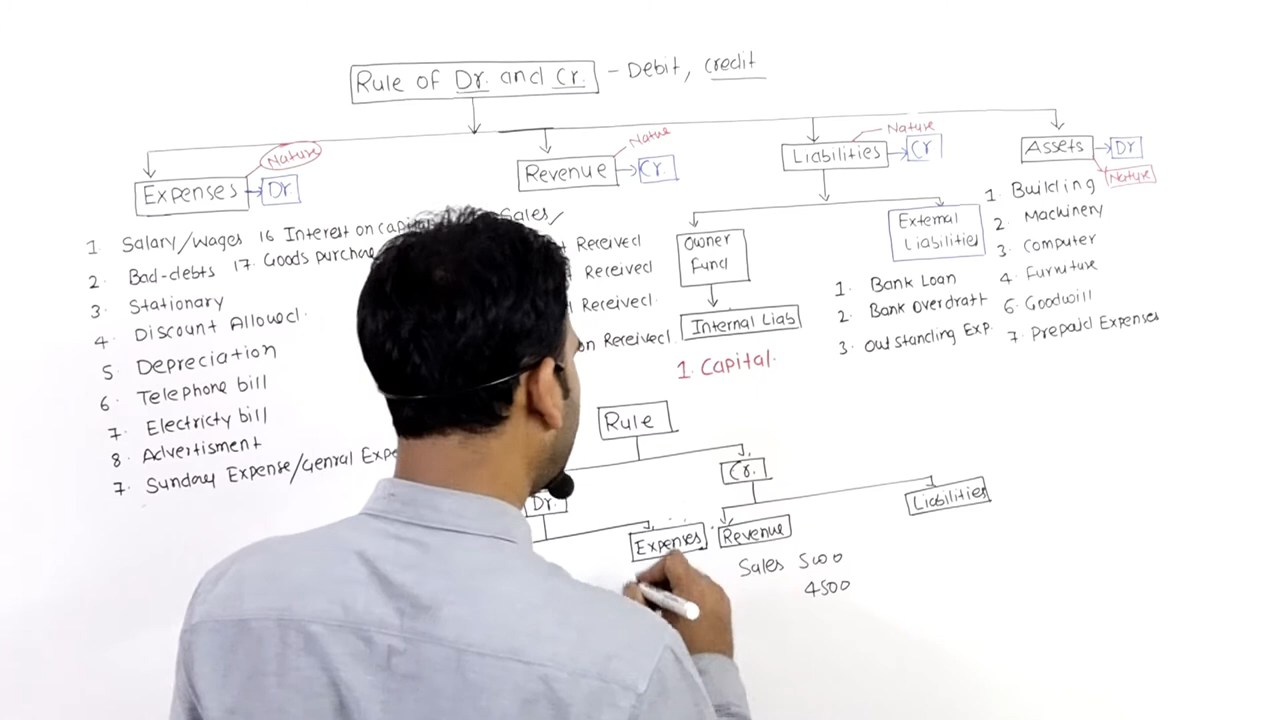 Rule of Dr. and Cr. - Debit, credit
Nature
Expenses
Dr
Nature
Revenue
Cr.
Nature
Liabilities
Cr
Assets
Dr
Nature
1. Salary/Wages
2. Bad-debts
3. Stationary
4. Discount Allowed.
5. Depreciation
6. Telephone bill
7. Electricty bill
8. Advertisment
7. Sunday Expense/Genral Expe
16 Interest on capital
17. Goods purchase
Sales/
Received
Received
Received.
on Received.
Owner
Fund
Internal Liab
1. Capital.
External
Liabilities
1. Bank Loan
2. Bank Overdraft
3. Outstanding Exp.
1. Building
2. Machinery
3. Computer
4. Furniture
6. Goodwill
7. Prepaid Expenses
Rule
Dr.
Cr.
Expenses
Revenue
Liabilities
Sales 5000
4500